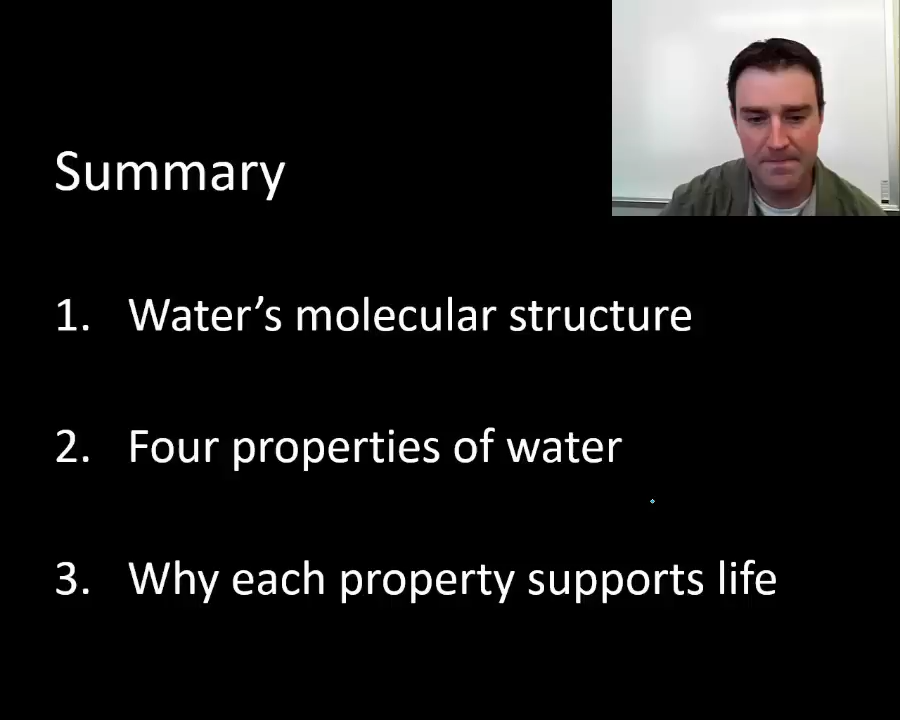 Summary
1. Water’s molecular structure
2. Four properties of water
3. Why each property supports life